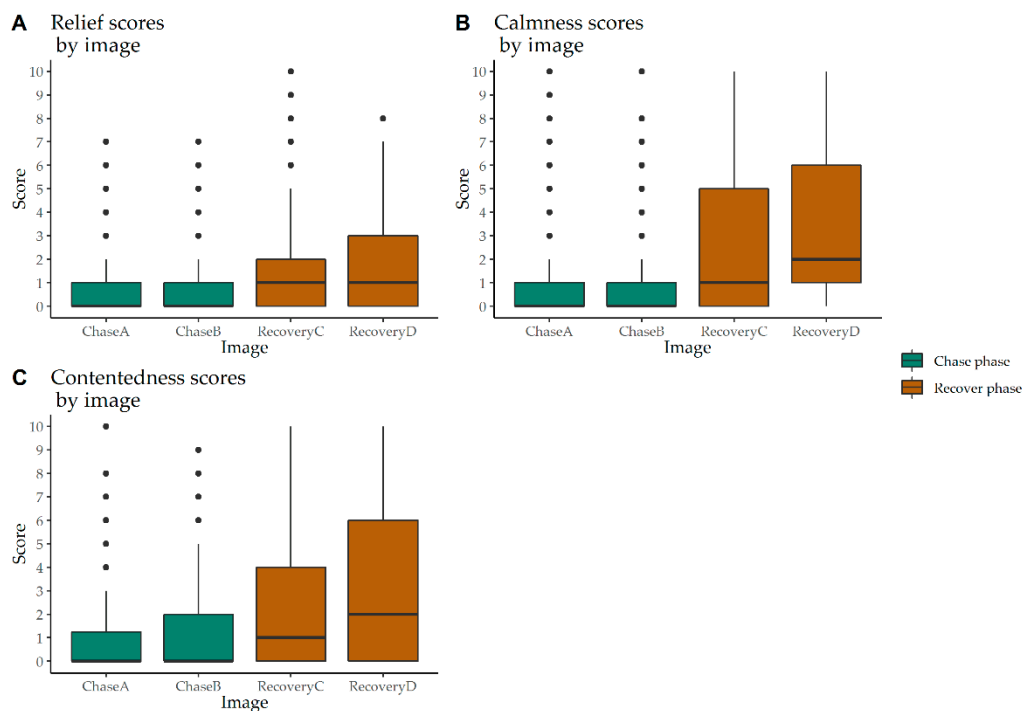 A Relief scores
by image
10
9
8
7
6
5
4
3
2
1
0
Score
ChaseA ChaseB RecoveryC RecoveryD
Image
B Calmness scores
by image
10
9
8
7
6
5
4
3
2
1
0
Score
ChaseA ChaseB RecoveryC RecoveryD
Image
Chase phase
Recover phase
C Contentedness scores
by image
10
9
8
7
6
5
4
3
2
1
0
Score
ChaseA ChaseB RecoveryC RecoveryD
Image